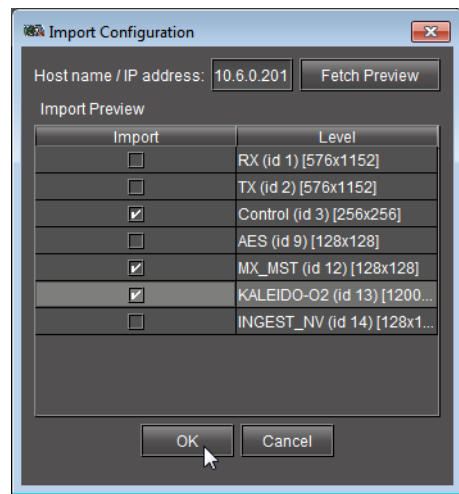 Import Configuration
Host name / IP address: 10.6.0.201 Fetch Preview
Import Preview
Import Level
RX (id 1) [576x1152]
TX (id 2) [576x1152]
Control (id 3) [256x256]
AES (id 9) [128x128]
MX_MST (id 12) [128x128]
KALEIDO-O2 (id 13) [1200...
INGEST_NV (id 14) [128x1...
OK Cancel